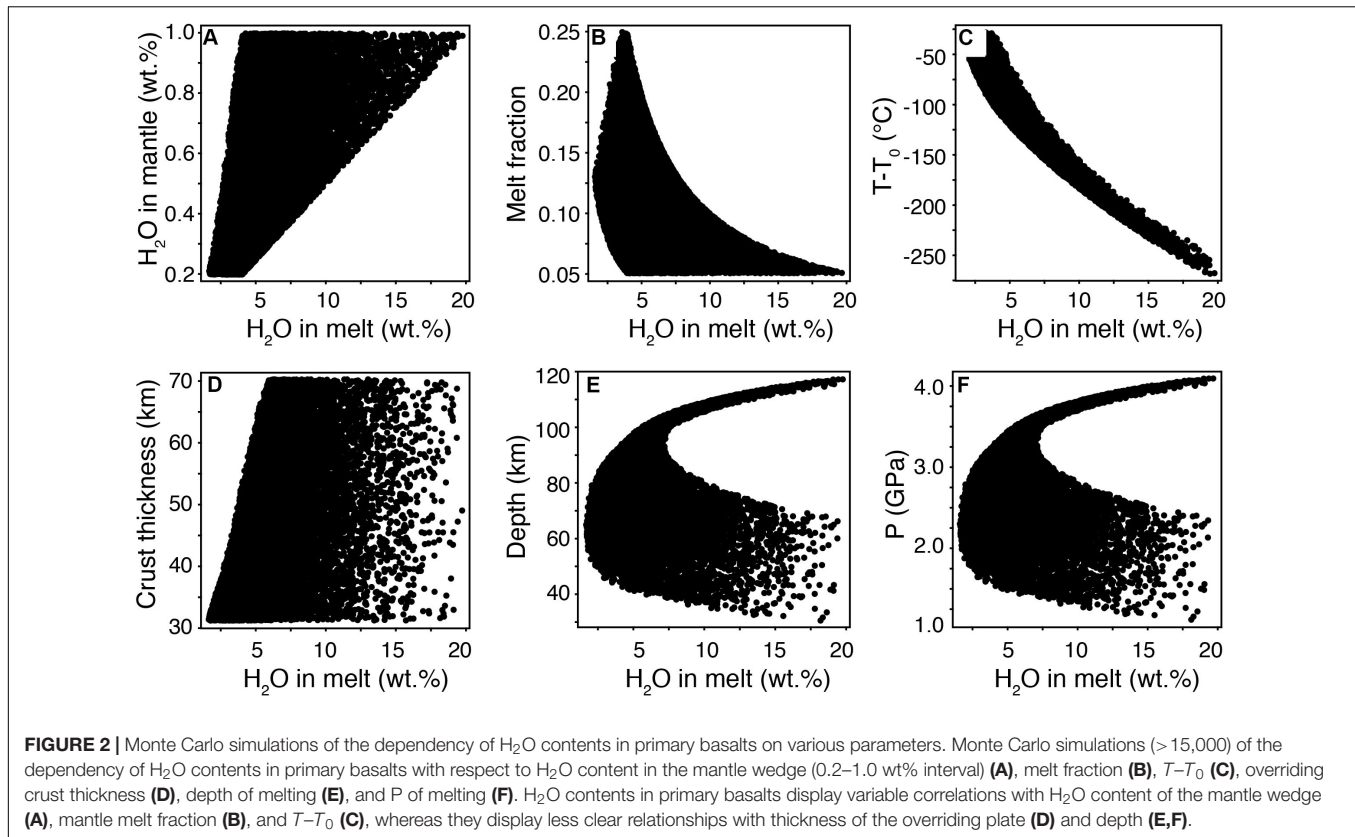 A
1.0
0.8
0.6
0.4
0.2
H₂O in mantle (wt.%)
5 10 15 20
H₂O in melt (wt.%)
B
0.25
0.20
0.15
0.10
0.05
Melt fraction
5 10 15 20
H₂O in melt (wt.%)
C
-50
-100
-150
-200
-250
T-T₀ (°C)
5 10 15 20
H₂O in melt (wt.%)
D
70
60
50
40
30
Crust thickness (km)
5 10 15 20
H₂O in melt (wt.%)
E
120
100
80
60
40
Depth (km)
5 10 15 20
H₂O in melt (wt.%)
F
4.0
3.0
2.0
1.0
P (GPa)
5 10 15 20
H₂O in melt (wt.%)
FIGURE 2 | Monte Carlo simulations of the dependency of H₂O contents in primary basalts on various parameters. Monte Carlo simulations (>15,000) of the
dependency of H₂O contents in primary basalts with respect to H₂O content in the mantle wedge (0.2–1.0 wt% interval) (A), melt fraction (B), T–T₀ (C), overriding
crust thickness (D), depth of melting (E), and P of melting (F). H₂O contents in primary basalts display variable correlations with H₂O content of the mantle wedge
(A), mantle melt fraction (B), and T–T₀ (C), whereas they display less clear relationships with thickness of the overriding plate (D) and depth (E,F).